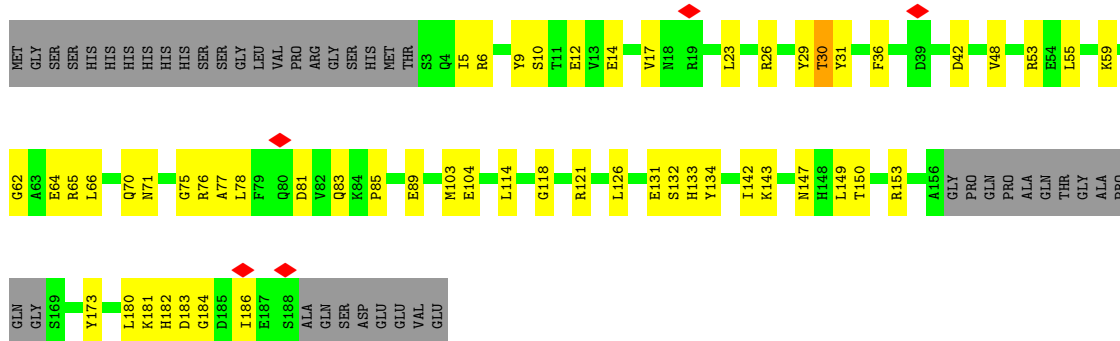 MET GLY SER SER HIS HIS HIS HIS HIS HIS SER SER GLY LEU VAL PRO ARG GLY SER HIS MET THR S3 Q4 I5 R6 Y9 S10 T11 E12 V13 E14 V17 N18 R19 L23 R26 Y29 T30 Y31 F36 D39 D42 V48 R53 E54 L55 K59
G62 A63 E64 R65 L66 Q70 N71 G75 R76 A77 L78 F79 Q80 D81 V82 Q83 K84 P85 E89 M103 E104 L114 G118 R121 L126 E131 S132 H133 Y134 I142 K143 N147 H148 L149 T150 R153 A156 GLY PRO GLN PRO ALA GLN THR GLY ALA PRO
GLN GLY S169 Y173 L180 K181 H182 D183 G184 D185 I186 E187 S188 ALA GLN SER ASP GLU GLU VAL GLU